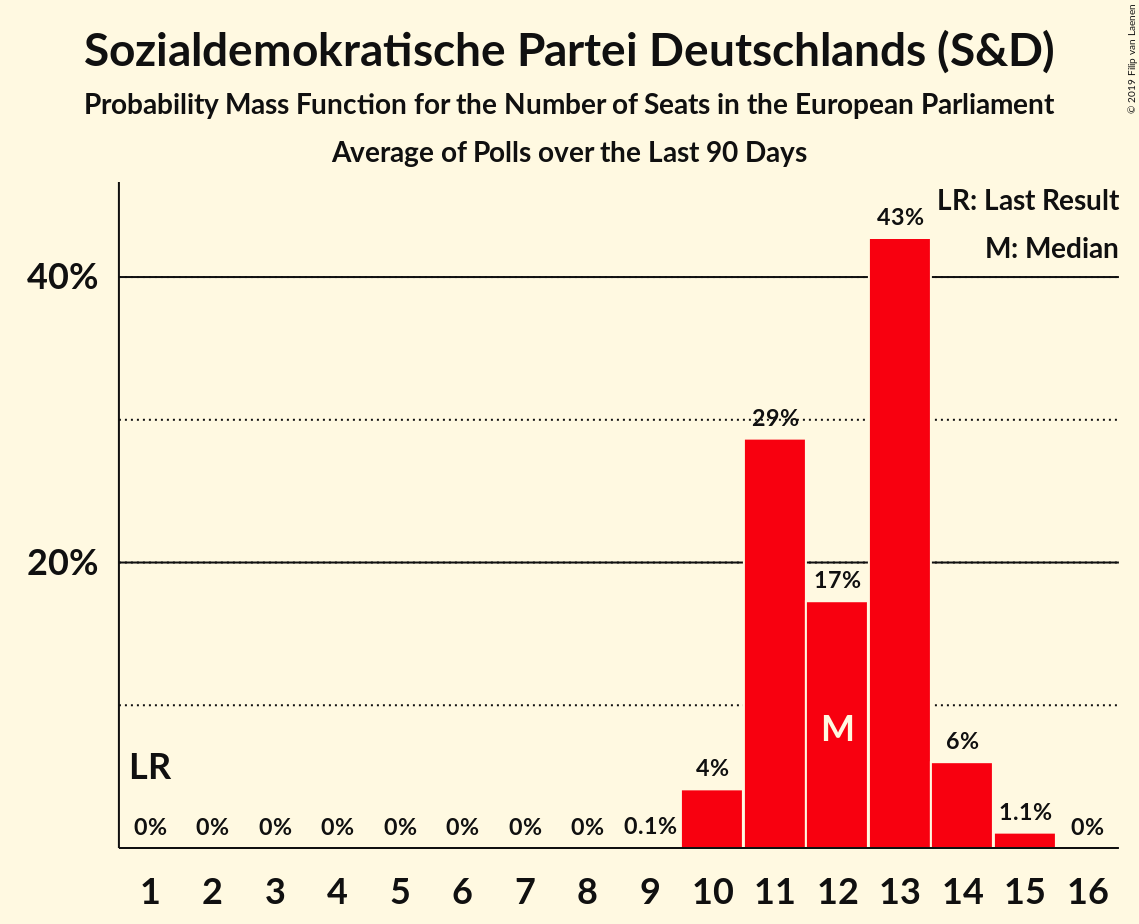 Sozialdemokratische Partei Deutschlands (S&D)
Probability Mass Function for the Number of Seats in the European Parliament
Average of Polls over the Last 90 Days
© 2019 Filip van Laenen
LR: Last Result
M: Median
43%
40%
29%
20%
17%
M
6%
LR
4%
1.1%
0% 0% 0% 0% 0% 0% 0% 0% 0.1% 0%
1 2 3 4 5 6 7 8 9 10 11 12 13 14 15 16